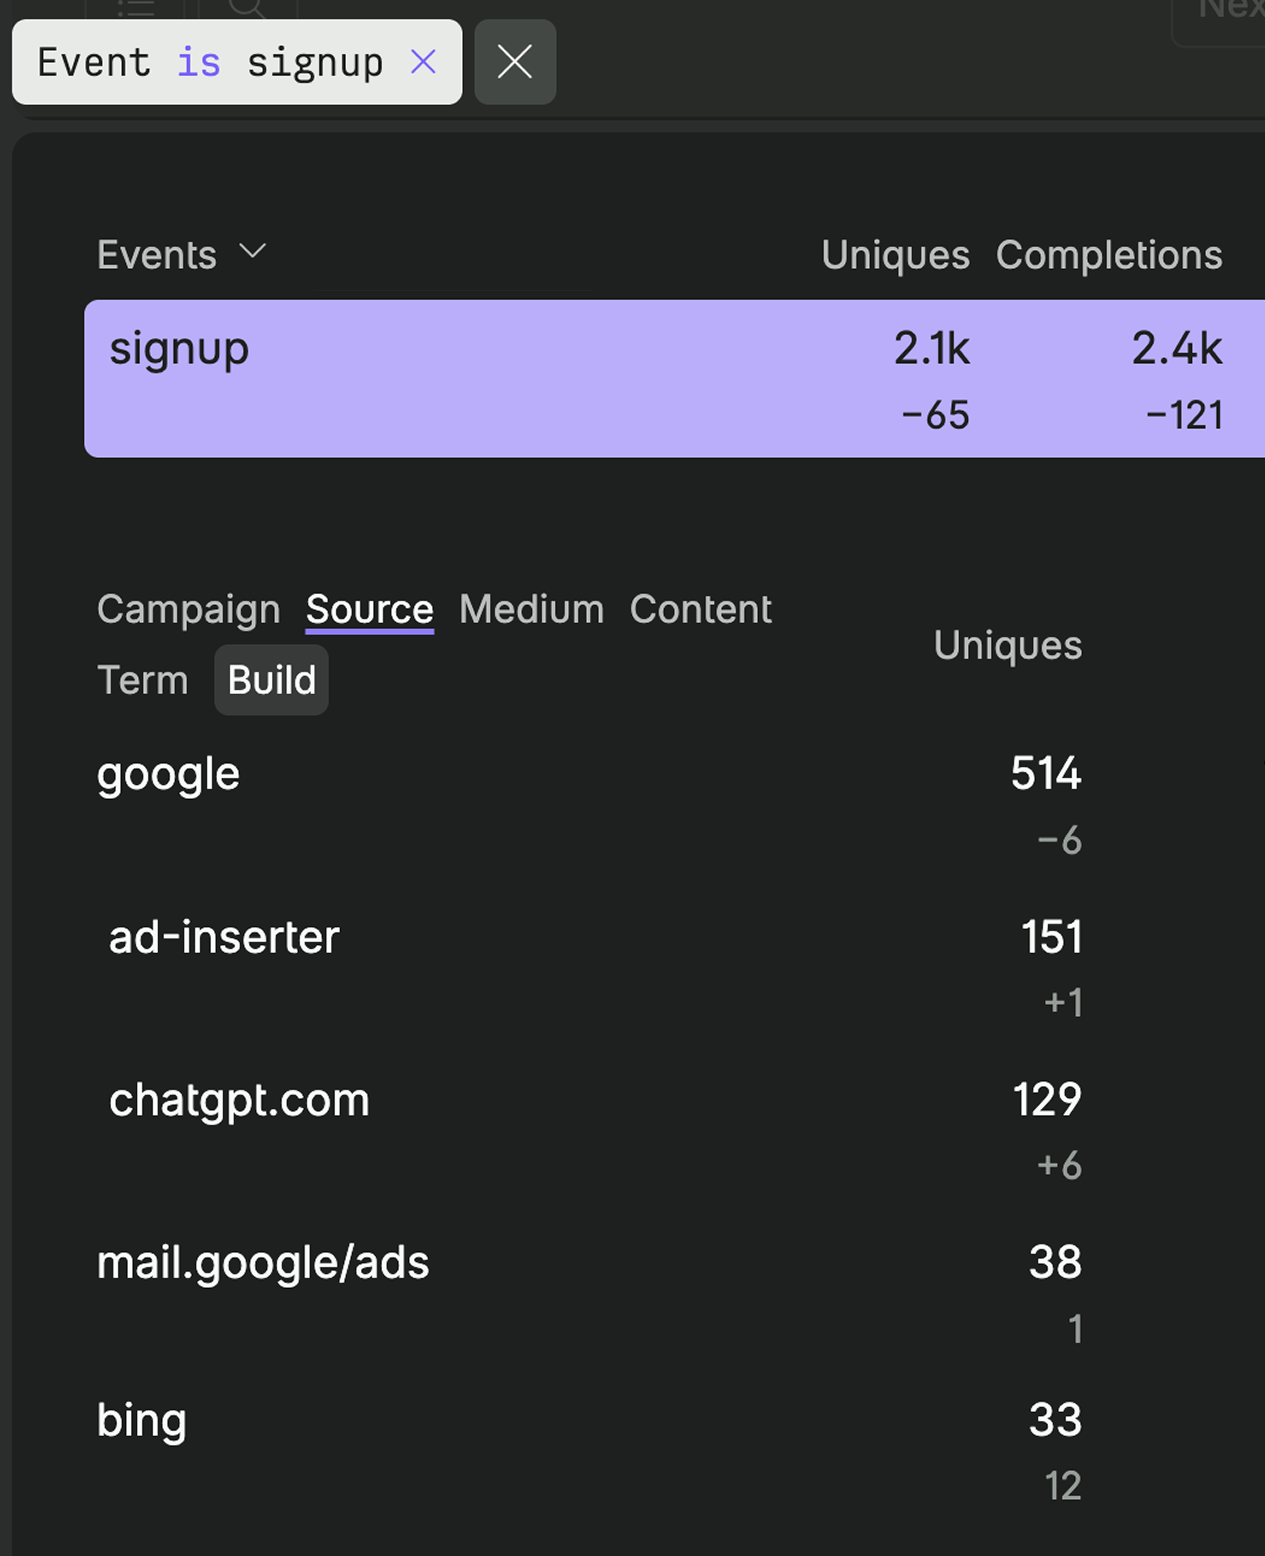 Event is signup
Events Uniques Completions
signup 2.1k 2.4k
−65 −121
Campaign Source Medium Content
Uniques
Term Build
google 514
−6
ad-inserter 151
+1
chatgpt.com 129
+6
mail.google/ads 38
1
bing 33
12